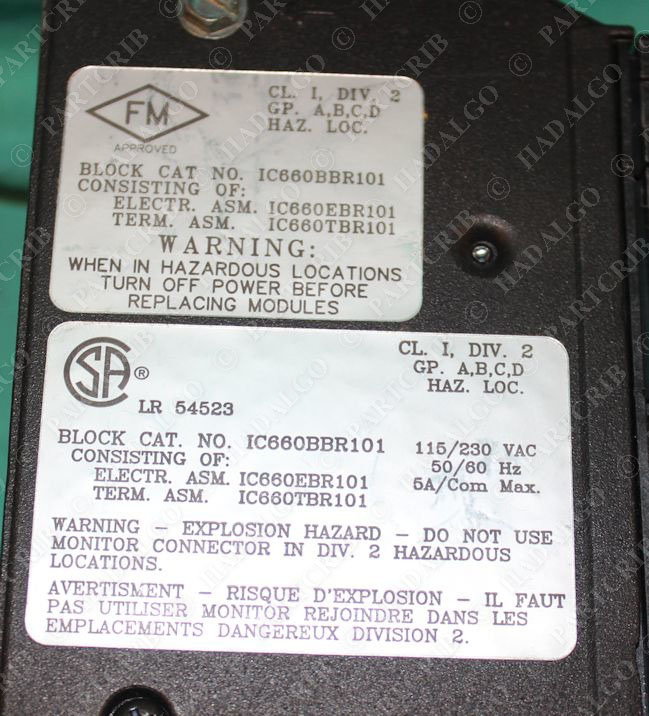 FM
APPROVED
CL. I, DIV. 2
GP. A,B,C,D
HAZ. LOC.
BLOCK CAT NO. IC660BBR101
CONSISTING OF:
ELECTR. ASM. IC660EBR101
TERM. ASM. IC660TBR101
WARNING:
WHEN IN HAZARDOUS LOCATIONS
TURN OFF POWER BEFORE
REPLACING MODULES
CSA ®
LR 54523
CL. I, DIV. 2
GP. A,B,C,D
HAZ. LOC.
BLOCK CAT. NO. IC660BBR101
CONSISTING OF:
ELECTR. ASM. IC660EBR101
TERM. ASM. IC660TBR101
115/230 VAC
50/60 Hz
5A/Com Max.
WARNING – EXPLOSION HAZARD – DO NOT USE
MONITOR CONNECTOR IN DIV. 2 HAZARDOUS
LOCATIONS.
AVERTISMENT – RISQUE D'EXPLOSION – IL FAUT
PAS UTILISER MONITOR REJOINDRE DANS LES
EMPLACEMENTS DANGEREUX DIVISION 2.
© HADALGO PARTCRIB